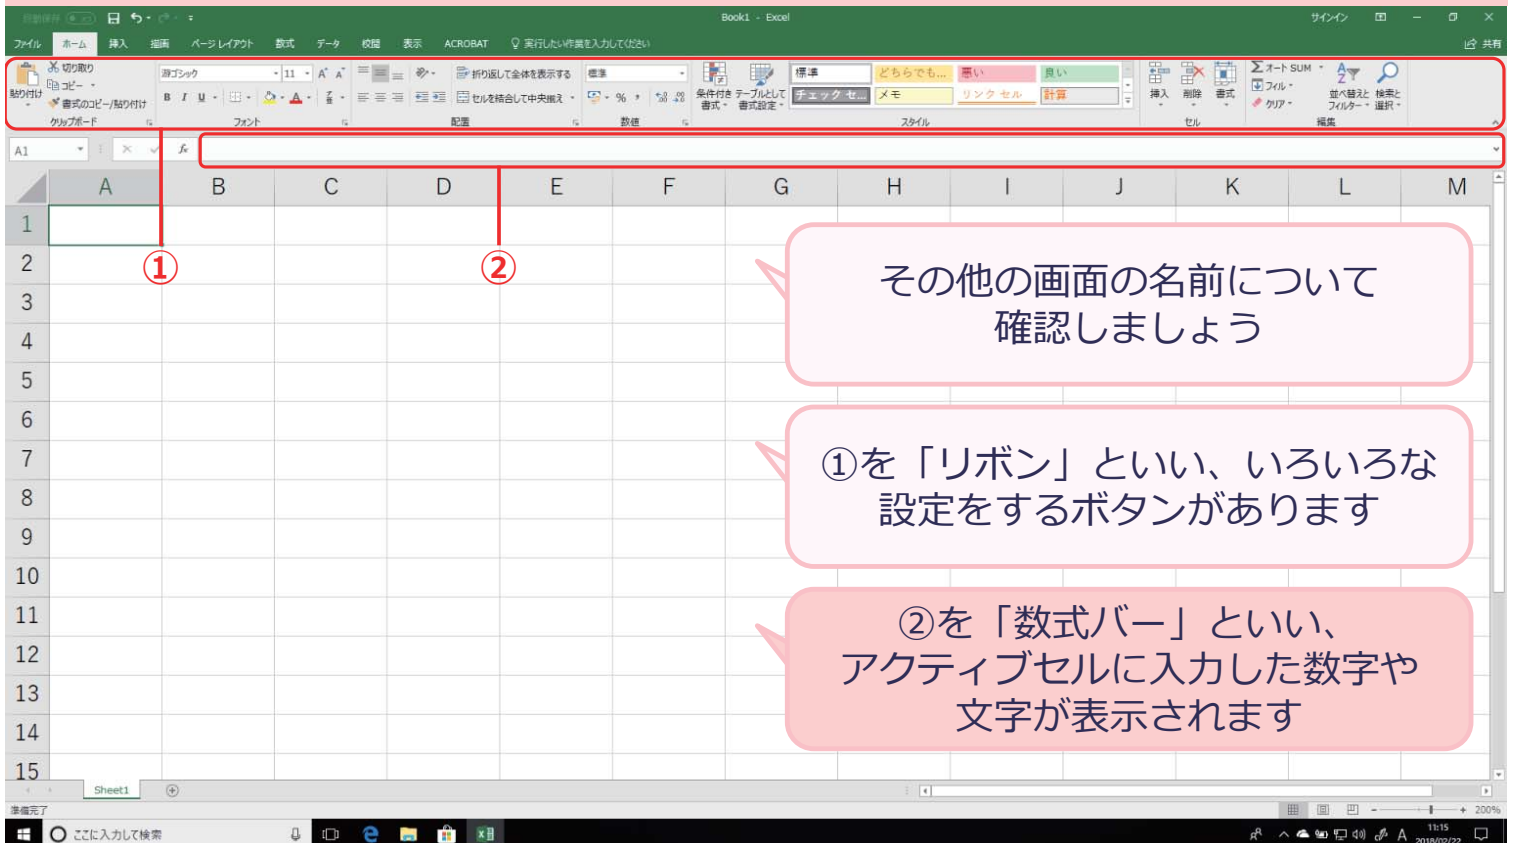 自動保存
Book1 - Excel
サインイン
ファイル ホーム 挿入 描画 ページ レイアウト 数式 データ 校閲 表示 ACROBAT 実行したい作業を入力してください 共有
貼り付け
切り取り
コピー
書式のコピー/貼り付け
クリップボード
游ゴシック 11
B I U
フォント
折り返して全体を表示する
セルを結合して中央揃え
配置
標準
% ,
数値
条件付き書式
テーブルとして書式設定
標準 どちらでも... 悪い 良い
チェック セ... メモ リンク セル 計算
スタイル
挿入 削除 書式
セル
Σ オート SUM
フィル
クリア
並べ替えと フィルター
検索と 選択
編集
A1 fx
A B C D E F G H I J K L M
1
2
3
4
5
6
7
8
9
10
11
12
13
14
15
① ②
その他の画面の名前について
確認しましょう
①を「リボン」といい、いろいろな
設定をするボタンがあります
②を「数式バー」といい、
アクティブセルに入力した数字や
文字が表示されます
Sheet1
準備完了
200%
ここに入力して検索
A
11:15
2018/02/22